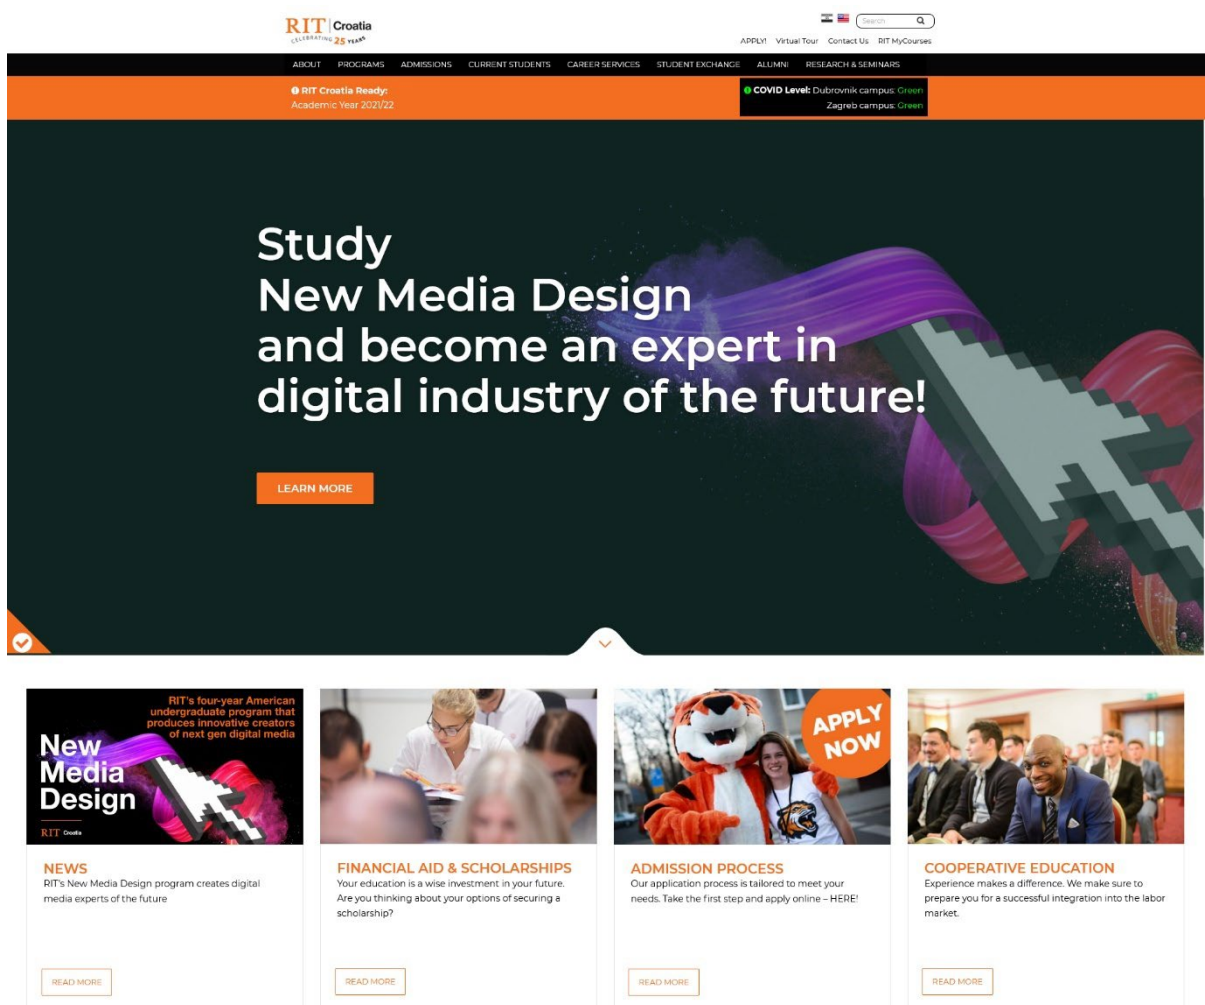 RIT Croatia
CELEBRATING 25 YEARS
Search
APPLY! Virtual Tour Contact Us RIT MyCourses
ABOUT PROGRAMS ADMISSIONS CURRENT STUDENTS CAREER SERVICES STUDENT EXCHANGE ALUMNI RESEARCH & SEMINARS
RIT Croatia Ready:
Academic Year 2021/22
COVID Level: Dubrovnik campus: Green
Zagreb campus: Green
Study
New Media Design
and become an expert in
digital industry of the future!
LEARN MORE
RIT's four-year American
undergraduate program that
produces innovative creators
of next gen digital media
New
Media
Design
RIT Croatia
NEWS
RIT's New Media Design program creates digital
media experts of the future
READ MORE
FINANCIAL AID & SCHOLARSHIPS
Your education is a wise investment in your future.
Are you thinking about your options of securing a
scholarship?
READ MORE
APPLY
NOW
ADMISSION PROCESS
Our application process is tailored to meet your
needs. Take the first step and apply online – HERE!
READ MORE
COOPERATIVE EDUCATION
Experience makes a difference. We make sure to
prepare you for a successful integration into the labor
market.
READ MORE